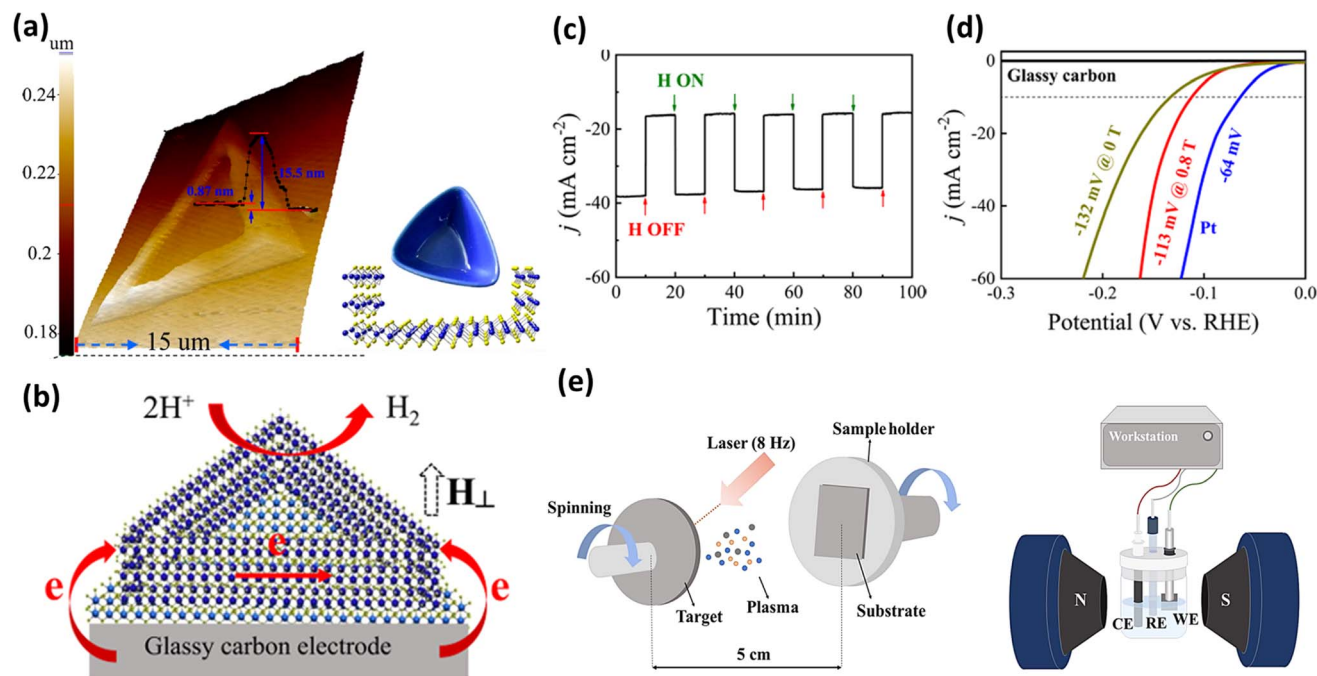 (a)
um
0.24
0.22
0.2
0.18
0.87 nm
15.5 nm
15 um
(b)
2H⁺
H₂
H⊥
e
e
e
Glassy carbon electrode
(c)
0
-20
-40
-60
j (mA cm⁻²)
H ON
H OFF
0 20 40 60 80 100
Time (min)
(d)
0
-20
-40
-60
j (mA cm⁻²)
Glassy carbon
-132 mV @ 0 T
-113 mV @ 0.8 T
-64 mV
Pt
-0.3 -0.2 -0.1 0.0
Potential (V vs. RHE)
(e)
Laser (8 Hz)
Sample holder
Spinning
Target
Plasma
Substrate
5 cm
Workstation
N
CE
RE
WE
S